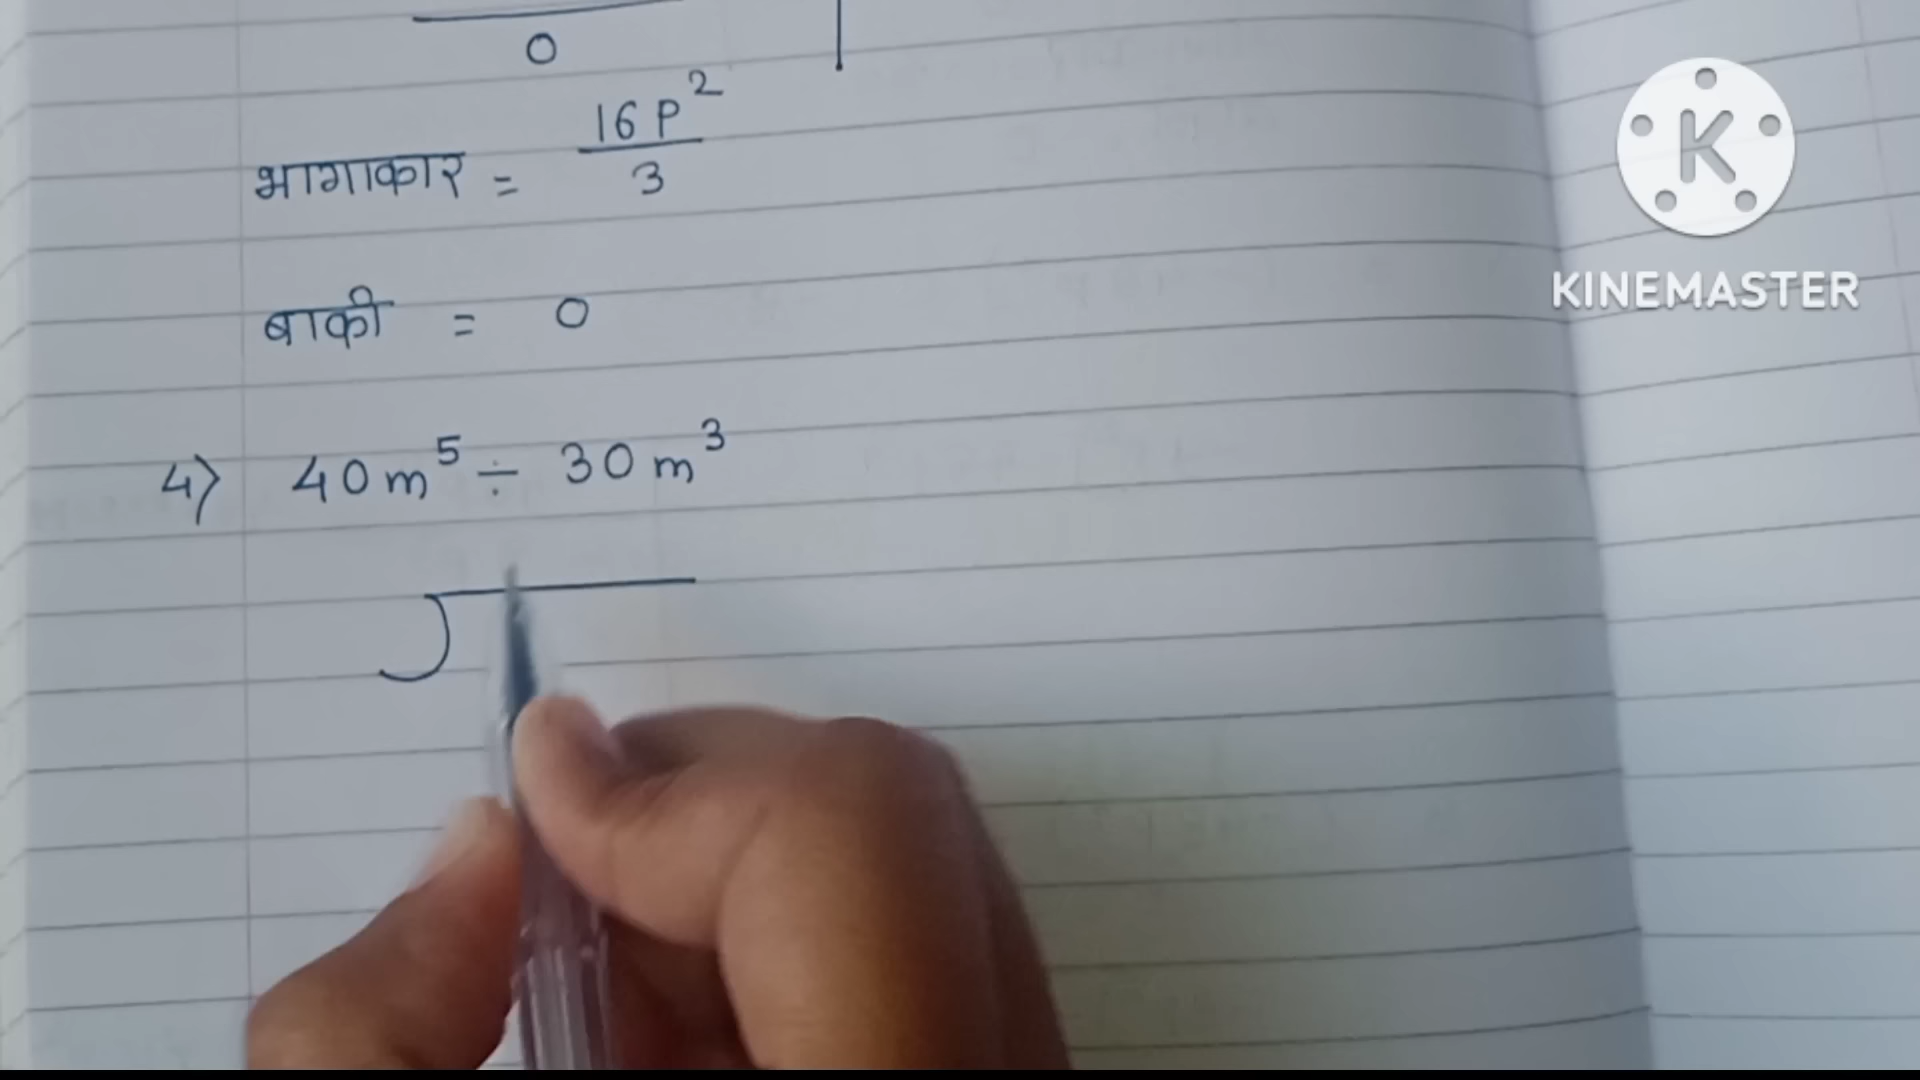 0
भागाकार = 16P² / 3
बाकी = 0
4) 40m⁵ ÷ 30m³
KINEMASTER